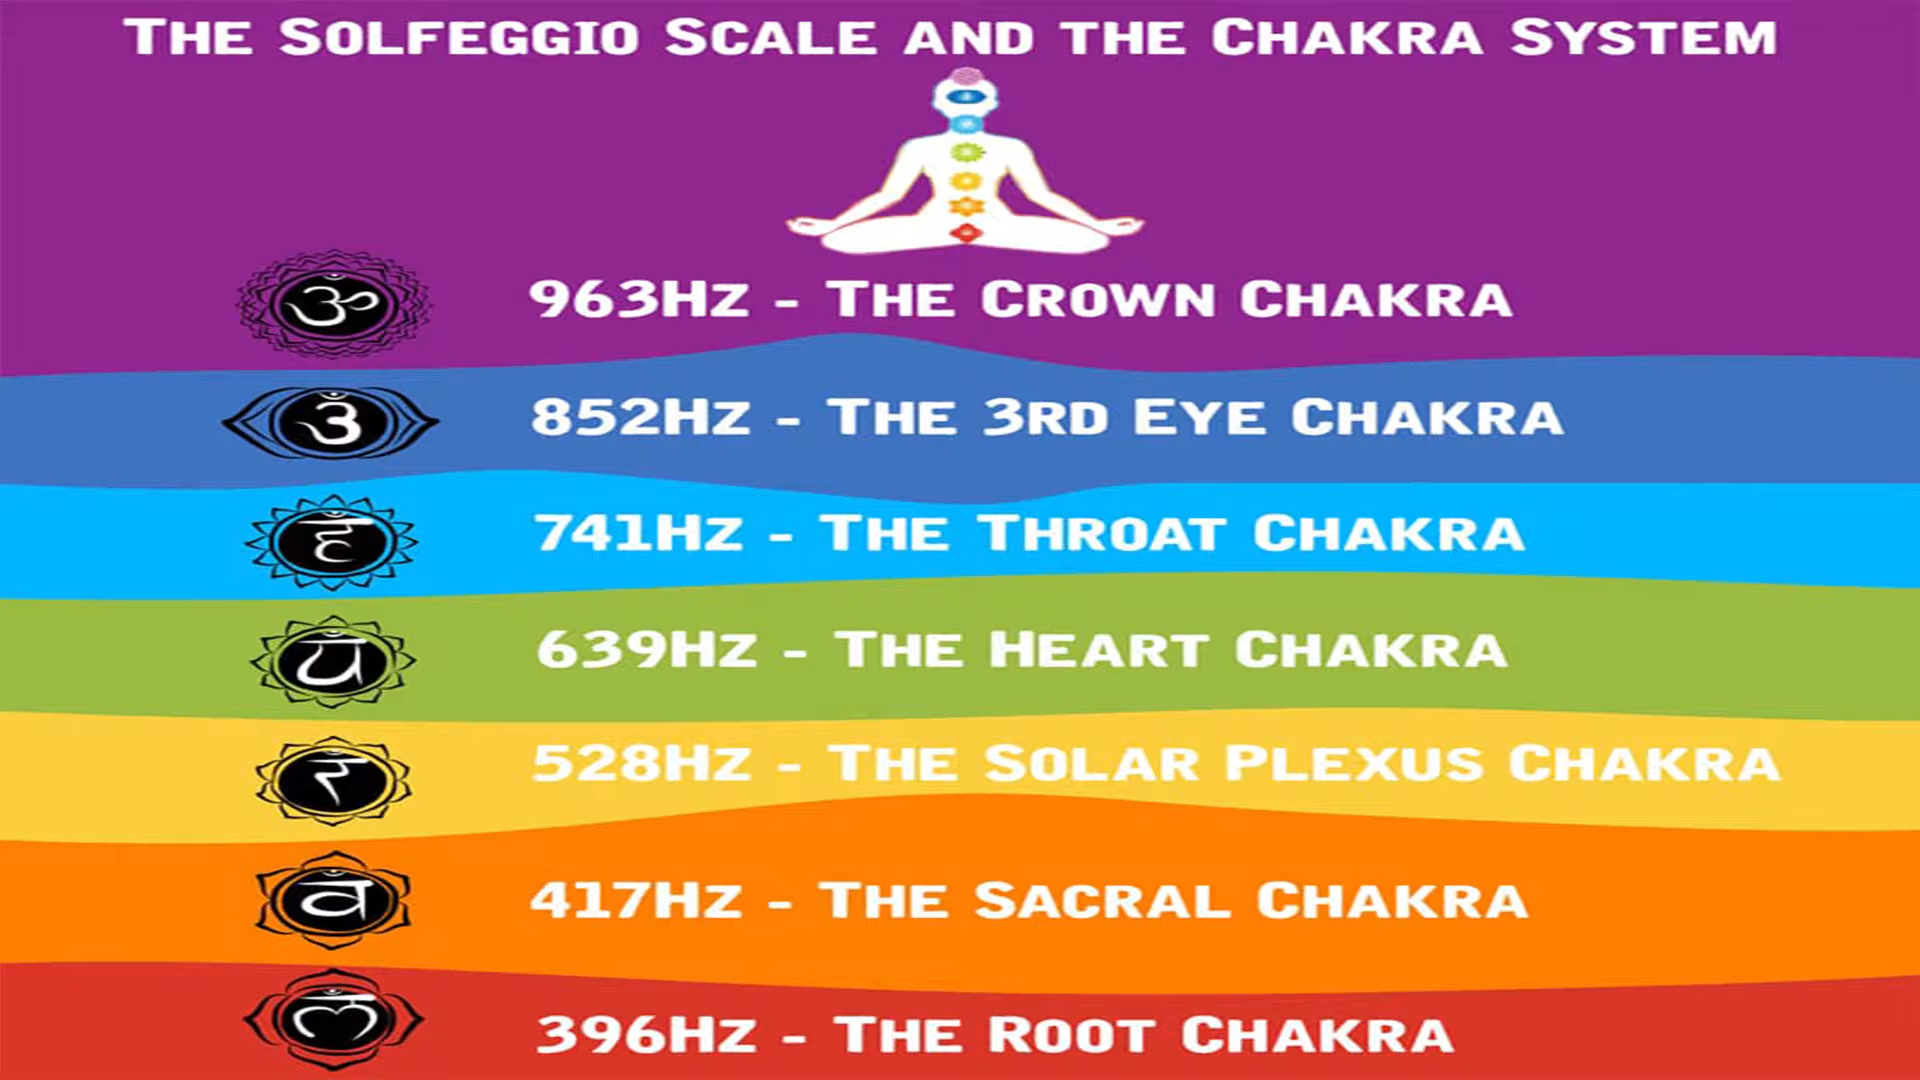 THE SOLFEGGIO SCALE AND THE CHAKRA SYSTEM
ॐ
963HZ - THE CROWN CHAKRA
852HZ - THE 3RD EYE CHAKRA
हं
741HZ - THE THROAT CHAKRA
639HZ - THE HEART CHAKRA
रं
528HZ - THE SOLAR PLEXUS CHAKRA
वं
417HZ - THE SACRAL CHAKRA
लं
396HZ - THE ROOT CHAKRA